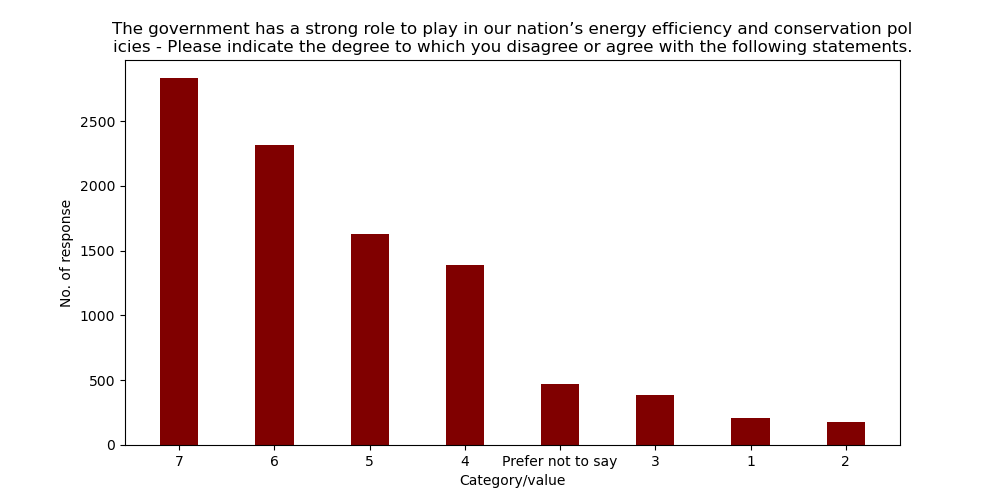 The government has a strong role to play in our nation’s energy efficiency and conservation pol
icies - Please indicate the degree to which you disagree or agree with the following statements.
2500
2000
1500
1000
500
0
No. of response
7 6 5 4 Prefer not to say 3 1 2
Category/value